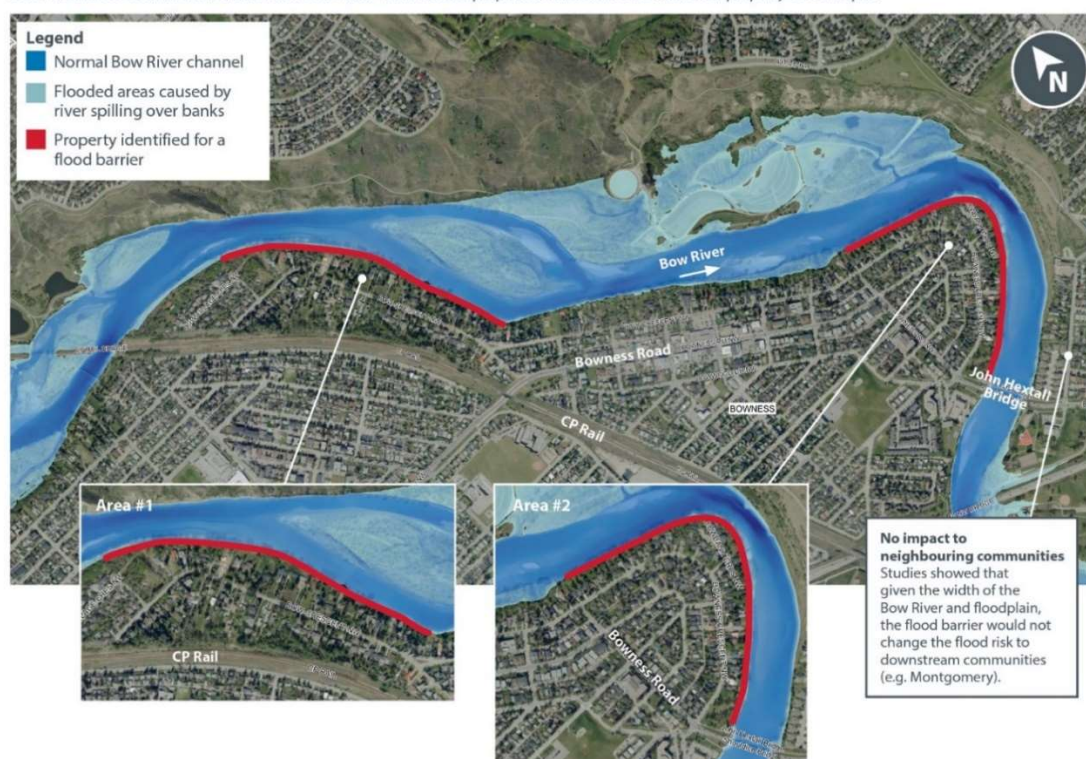 Legend
Normal Bow River channel
Flooded areas caused by
river spilling over banks
Property identified for a
flood barrier
N
Bow River
Bowness Road
John Hextall
Bridge
BOWNESS
CP Rail
Area #1
CP Rail
Area #2
Bowness Road
No impact to
neighbouring communities
Studies showed that
given the width of the
Bow River and floodplain,
the flood barrier would not
change the flood risk to
downstream communities
(e.g. Montgomery).